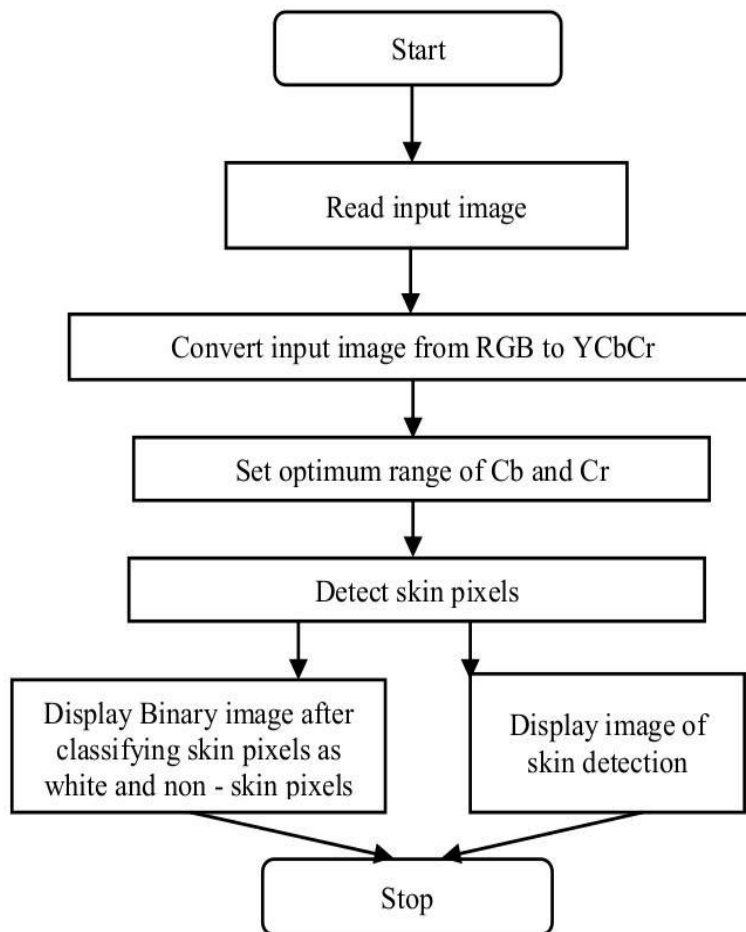 Start
Read input image
Convert input image from RGB to YCbCr
Set optimum range of Cb and Cr
Detect skin pixels
Display Binary image after
classifying skin pixels as
white and non - skin pixels
Display image of
skin detection
Stop